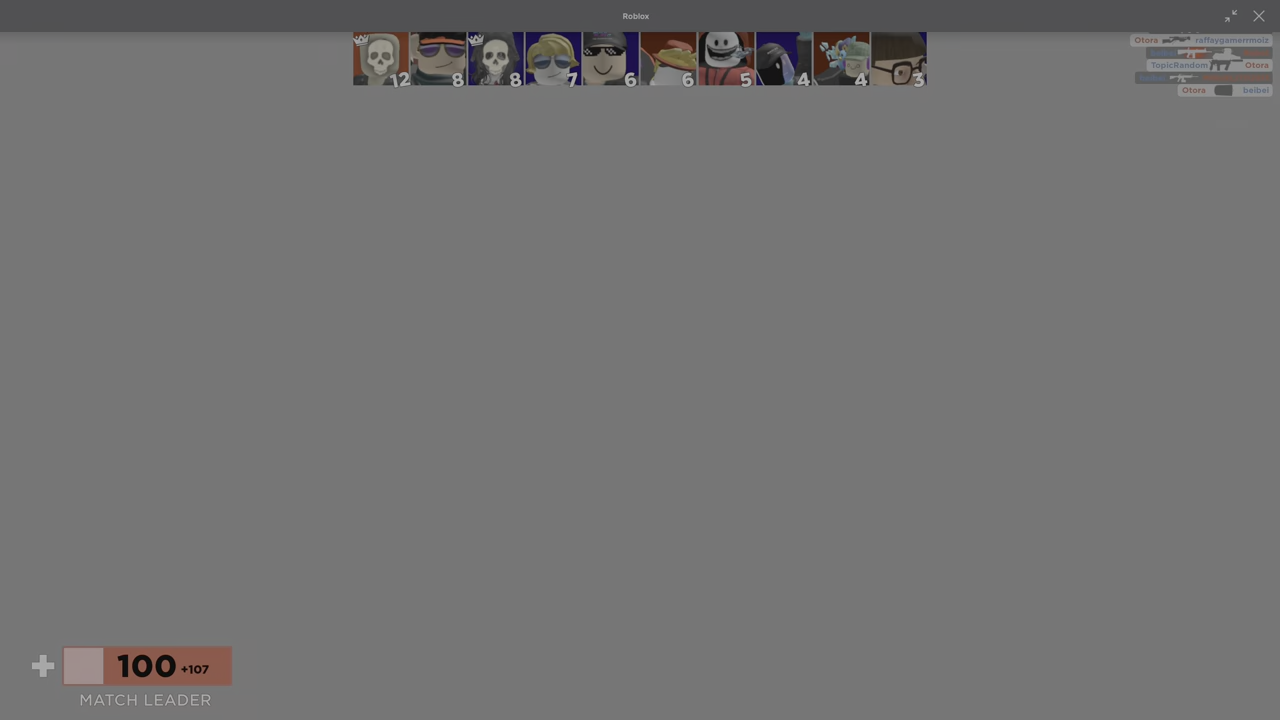 Roblox
12 8 8 7 6 6 5 4 4 3
Otora raffaygamerrmoiz
TopicRandom Otora
Otora beibei
100 +107
MATCH LEADER